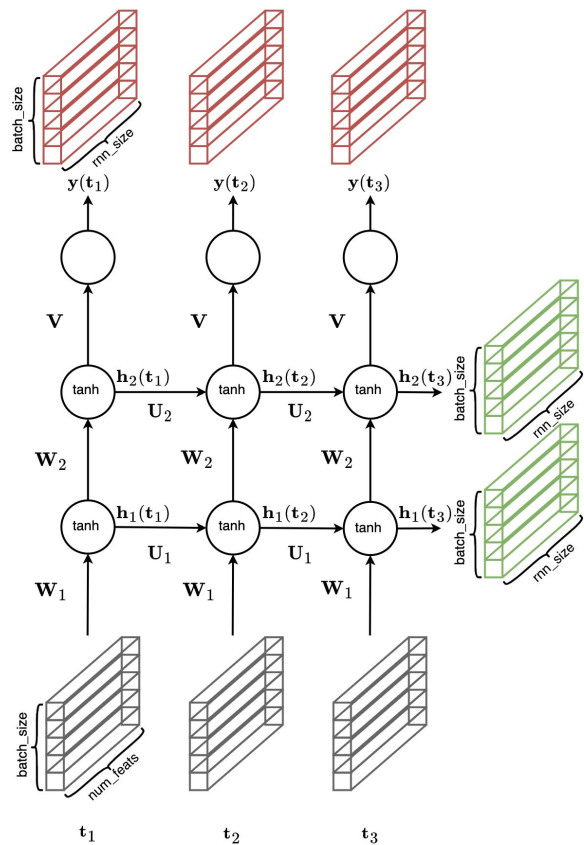 batch_size
rnn_size
y(t₁) y(t₂) y(t₃)
V V V
h₂(t₁) h₂(t₂) h₂(t₃)
tanh tanh tanh
U₂ U₂
batch_size
rnn_size
W₂ W₂ W₂
h₁(t₁) h₁(t₂) h₁(t₃)
tanh tanh tanh
U₁ U₁
batch_size
rnn_size
W₁ W₁ W₁
batch_size
num_feats
t₁ t₂ t₃